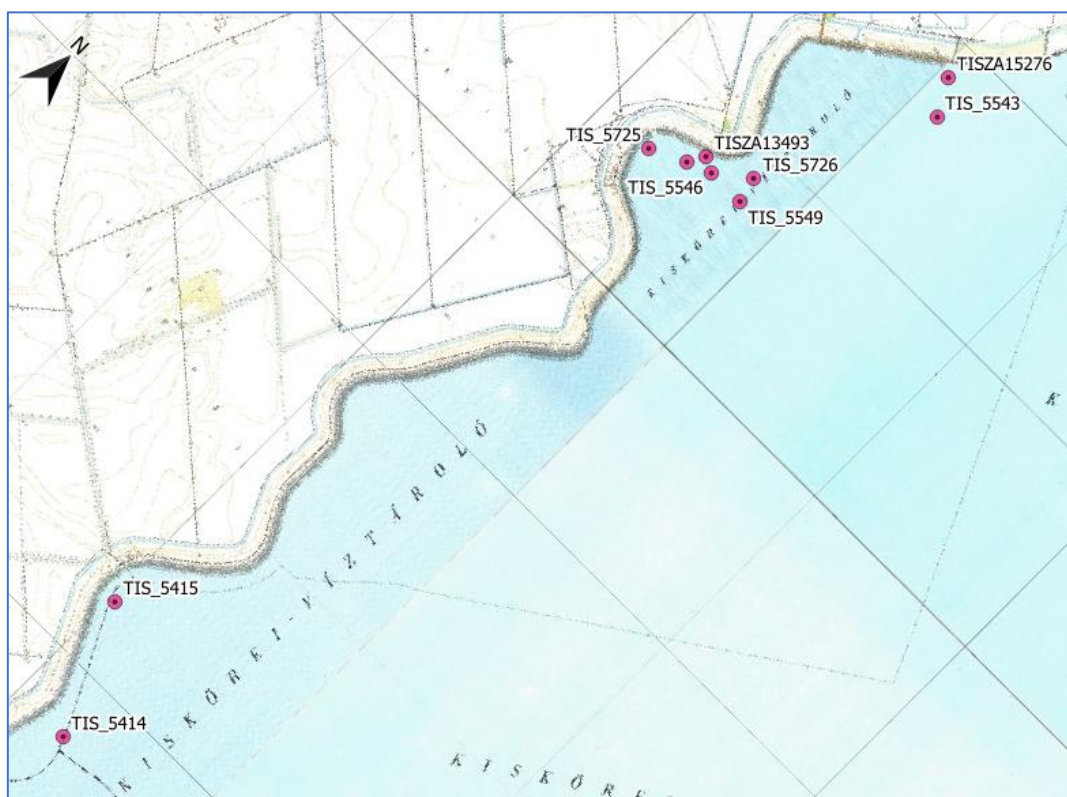 N
TISZA15276
TIS_5543
TIS_5725
TISZA13493
TIS_5546
TIS_5726
TIS_5549
KISKÖREI-VÍZTÁROLÓ
TIS_5415
TIS_5414
KISKÖRE
K